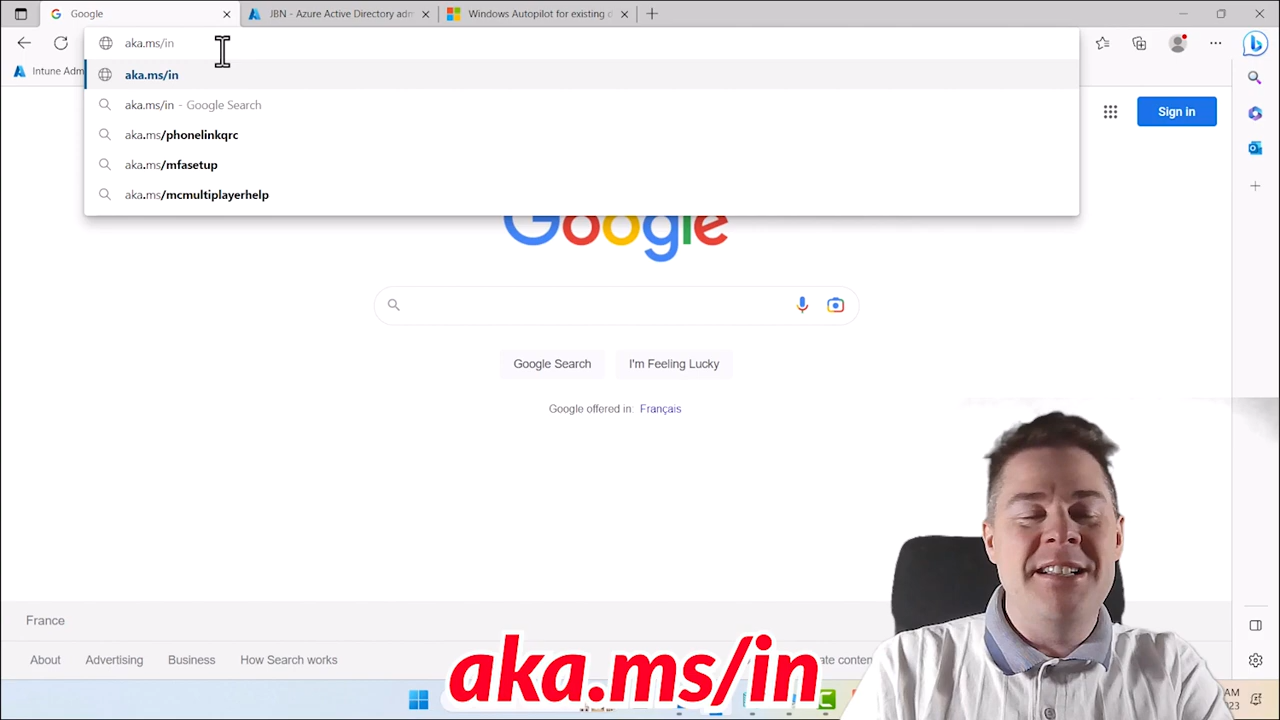 Google
JBN - Azure Active Directory adm
Windows Autopilot for existing d
aka.ms/in
Intune Adm
aka.ms/in
aka.ms/in - Google Search
aka.ms/phonelinkqrc
aka.ms/mfasetup
aka.ms/mcmultiplayerhelp
Sign in
Google
Google Search
I'm Feeling Lucky
Google offered in: Français
France
About
Advertising
Business
How Search works
aka.ms/in